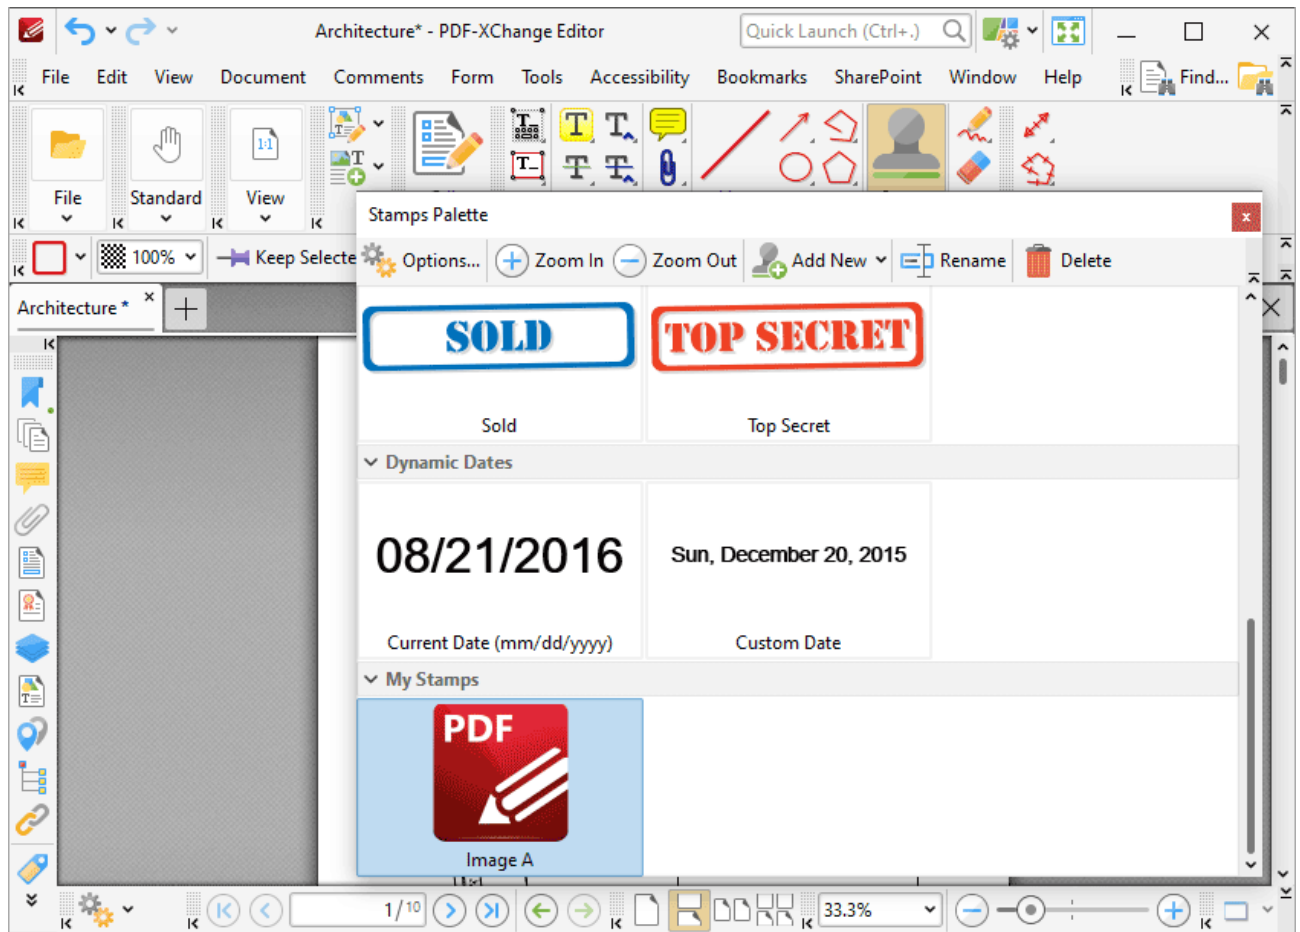 Architecture* - PDF-XChange Editor
Quick Launch (Ctrl+.)
File Edit View Document Comments Form Tools Accessibility Bookmarks SharePoint Window Help Find...
1:1
File Standard View
Stamps Palette
100% Keep Selecte
Options... Zoom In Zoom Out Add New Rename Delete
Architecture *
SOLD TOP SECRET
Sold Top Secret
Dynamic Dates
08/21/2016 Sun, December 20, 2015
Current Date (mm/dd/yyyy) Custom Date
My Stamps
PDF
Image A
1/10 33.3%